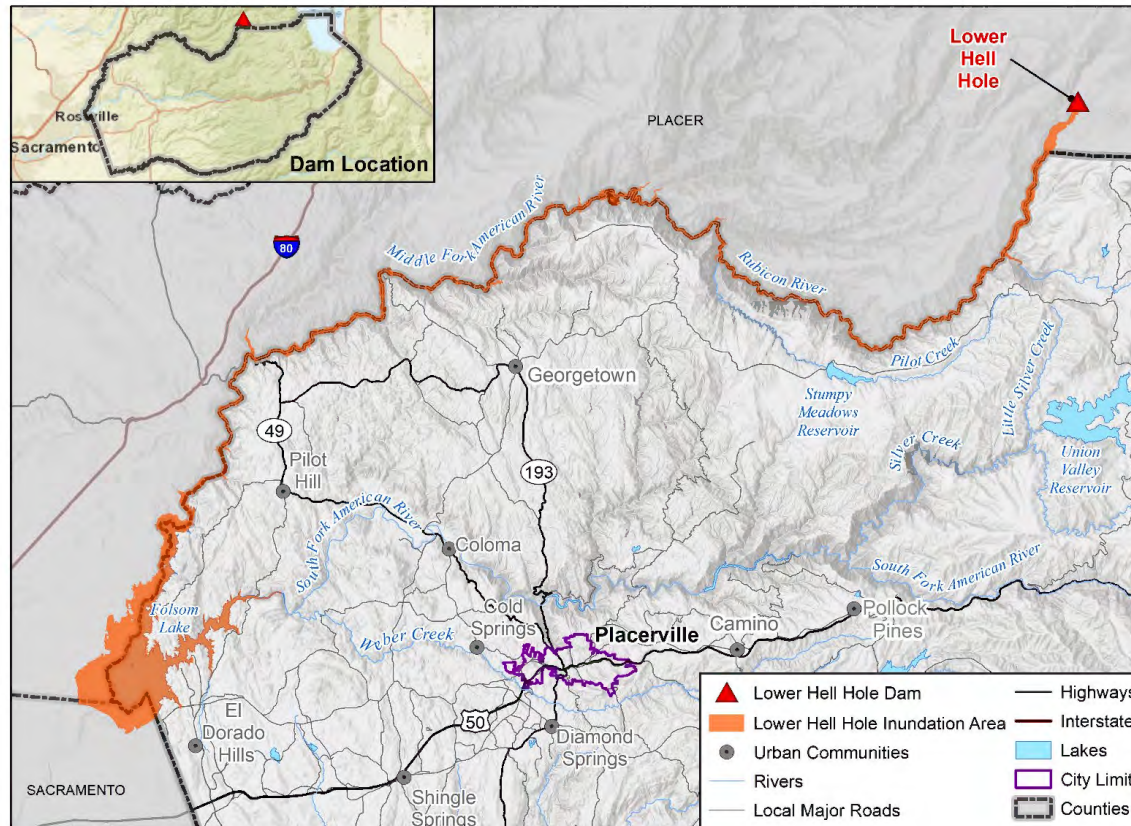 Roseville
Sacramento
Dam Location
Lower
Hell
Hole
PLACER
80
Middle Fork American River
Rubicon River
Pilot Creek
Little Silver Creek
Georgetown
Stumpy
Meadows
Reservoir
Silver Creek
Union
Valley
Reservoir
49
193
Pilot
Hill
South Fork American River
Coloma
South Fork American River
Folsom
Lake
Cold
Springs
Weber Creek
Placerville
Camino
Pollock
Pines
El
Dorado
Hills
50
Diamond
Springs
SACRAMENTO
Shingle
Springs
Lower Hell Hole Dam
Lower Hell Hole Inundation Area
Urban Communities
Rivers
Local Major Roads
Highways
Interstate
Lakes
City Limit
Counties